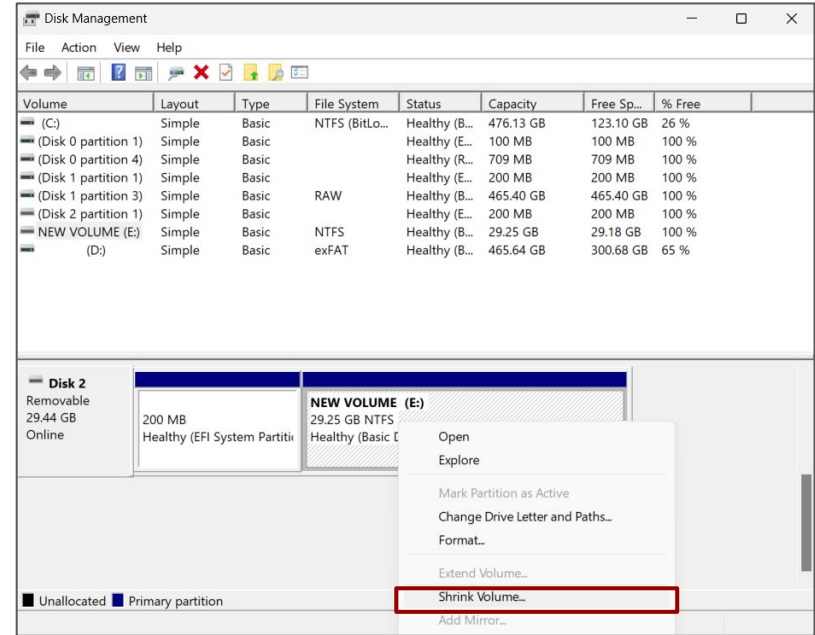 Disk Management
File Action View Help
Volume Layout Type File System Status Capacity Free Sp... % Free
(C:) Simple Basic NTFS (BitLo... Healthy (B... 476.13 GB 123.10 GB 26 %
(Disk 0 partition 1) Simple Basic Healthy (E... 100 MB 100 MB 100 %
(Disk 0 partition 4) Simple Basic Healthy (R... 709 MB 709 MB 100 %
(Disk 1 partition 1) Simple Basic Healthy (E... 200 MB 200 MB 100 %
(Disk 1 partition 3) Simple Basic RAW Healthy (B... 465.40 GB 465.40 GB 100 %
(Disk 2 partition 1) Simple Basic Healthy (E... 200 MB 200 MB 100 %
NEW VOLUME (E:) Simple Basic NTFS Healthy (B... 29.25 GB 29.18 GB 100 %
(D:) Simple Basic exFAT Healthy (B... 465.64 GB 300.68 GB 65 %
Disk 2
Removable
29.44 GB
Online
200 MB
Healthy (EFI System Partitio
NEW VOLUME (E:)
29.25 GB NTFS
Healthy (Basic D
Open
Explore
Mark Partition as Active
Change Drive Letter and Paths...
Format...
Extend Volume...
Shrink Volume...
Add Mirror...
Unallocated Primary partition